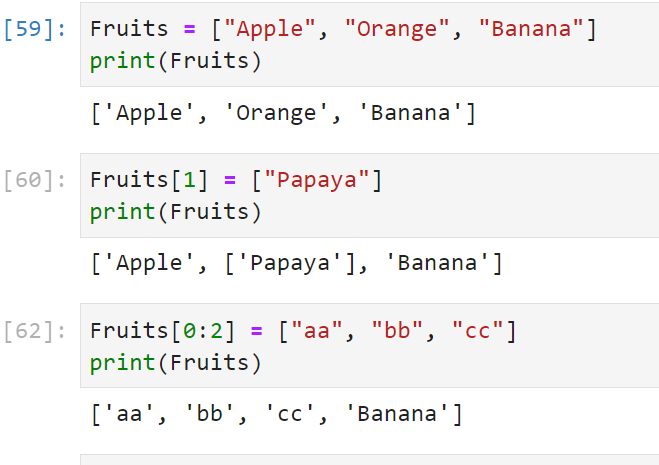 [59]: Fruits = ["Apple", "Orange", "Banana"]
print(Fruits)
['Apple', 'Orange', 'Banana']
[60]: Fruits[1] = ["Papaya"]
print(Fruits)
['Apple', ['Papaya'], 'Banana']
[62]: Fruits[0:2] = ["aa", "bb", "cc"]
print(Fruits)
['aa', 'bb', 'cc', 'Banana']